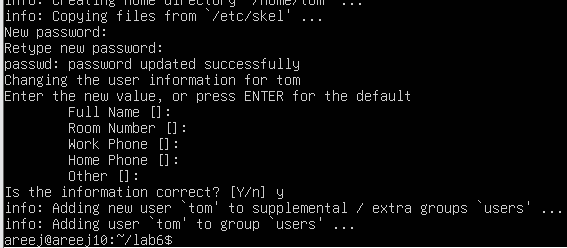 info: Creating home directory `/home/tom' ...
info: Copying files from `/etc/skel' ...
New password:
Retype new password:
passwd: password updated successfully
Changing the user information for tom
Enter the new value, or press ENTER for the default
Full Name []:
Room Number []:
Work Phone []:
Home Phone []:
Other []:
Is the information correct? [Y/n] y
info: Adding new user `tom' to supplemental / extra groups `users' ...
info: Adding user `tom' to group `users' ...
areej@areej10:~/lab6$